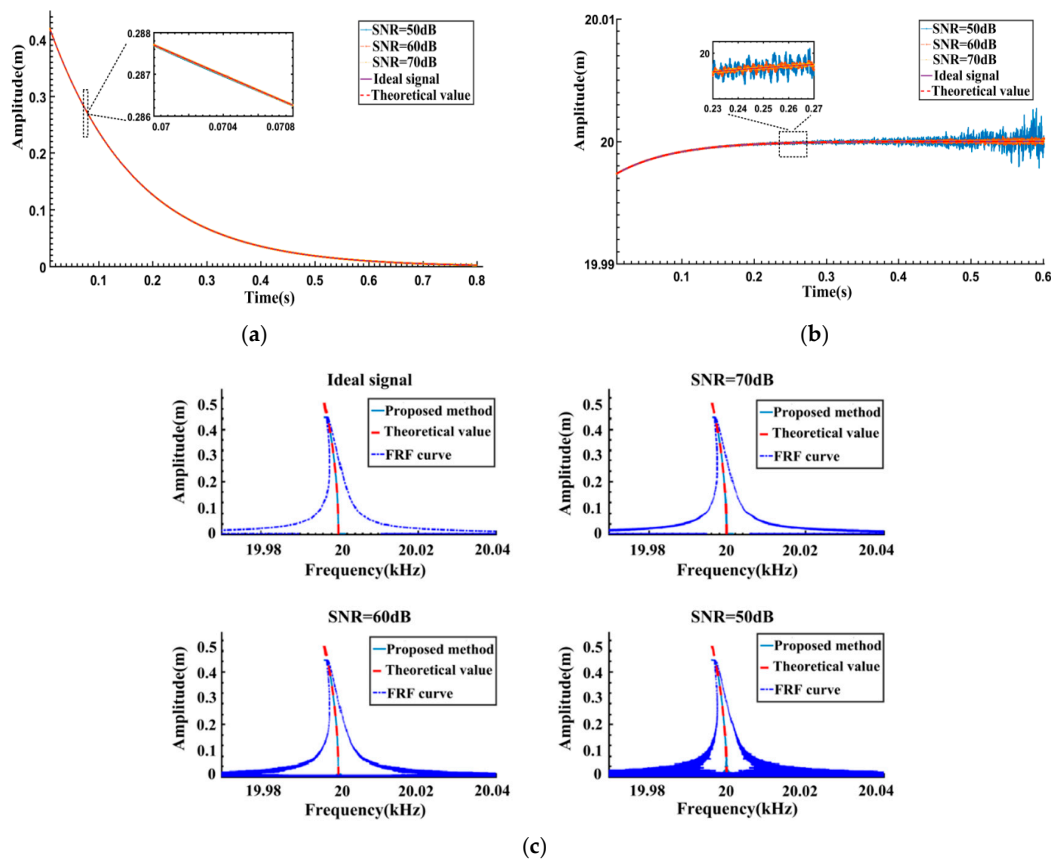 0.4
0.3
0.2
0.1
0
Amplitude(m)
0.1
0.2
0.3
0.4
0.5
0.6
0.7
0.8
Time(s)
0.288
0.287
0.286
0.07
0.0704
0.0708
SNR=50dB
SNR=60dB
SNR=70dB
Ideal signal
Theoretical value
(a)
20.01
20
19.99
Amplitude(m)
0.1
0.2
0.3
0.4
0.5
0.6
Time(s)
20
0.23
0.24
0.25
0.26
0.27
SNR=50dB
SNR=60dB
SNR=70dB
Ideal signal
Theoretical value
(b)
Ideal signal
0.5
0.4
0.3
0.2
0.1
0
Amplitude(m)
19.98
20
20.02
20.04
Frequency(kHz)
Proposed method
Theoretical value
FRF curve
SNR=70dB
0.5
0.4
0.3
0.2
0.1
0
Amplitude(m)
19.98
20
20.02
20.04
Frequency(kHz)
Proposed method
Theoretical value
FRF curve
SNR=60dB
0.5
0.4
0.3
0.2
0.1
0
Amplitude(m)
19.98
20
20.02
20.04
Frequency(kHz)
Proposed method
Theoretical value
FRF curve
SNR=50dB
0.5
0.4
0.3
0.2
0.1
0
Amplitude(m)
19.98
20
20.02
20.04
Frequency(kHz)
Proposed method
Theoretical value
FRF curve
(c)